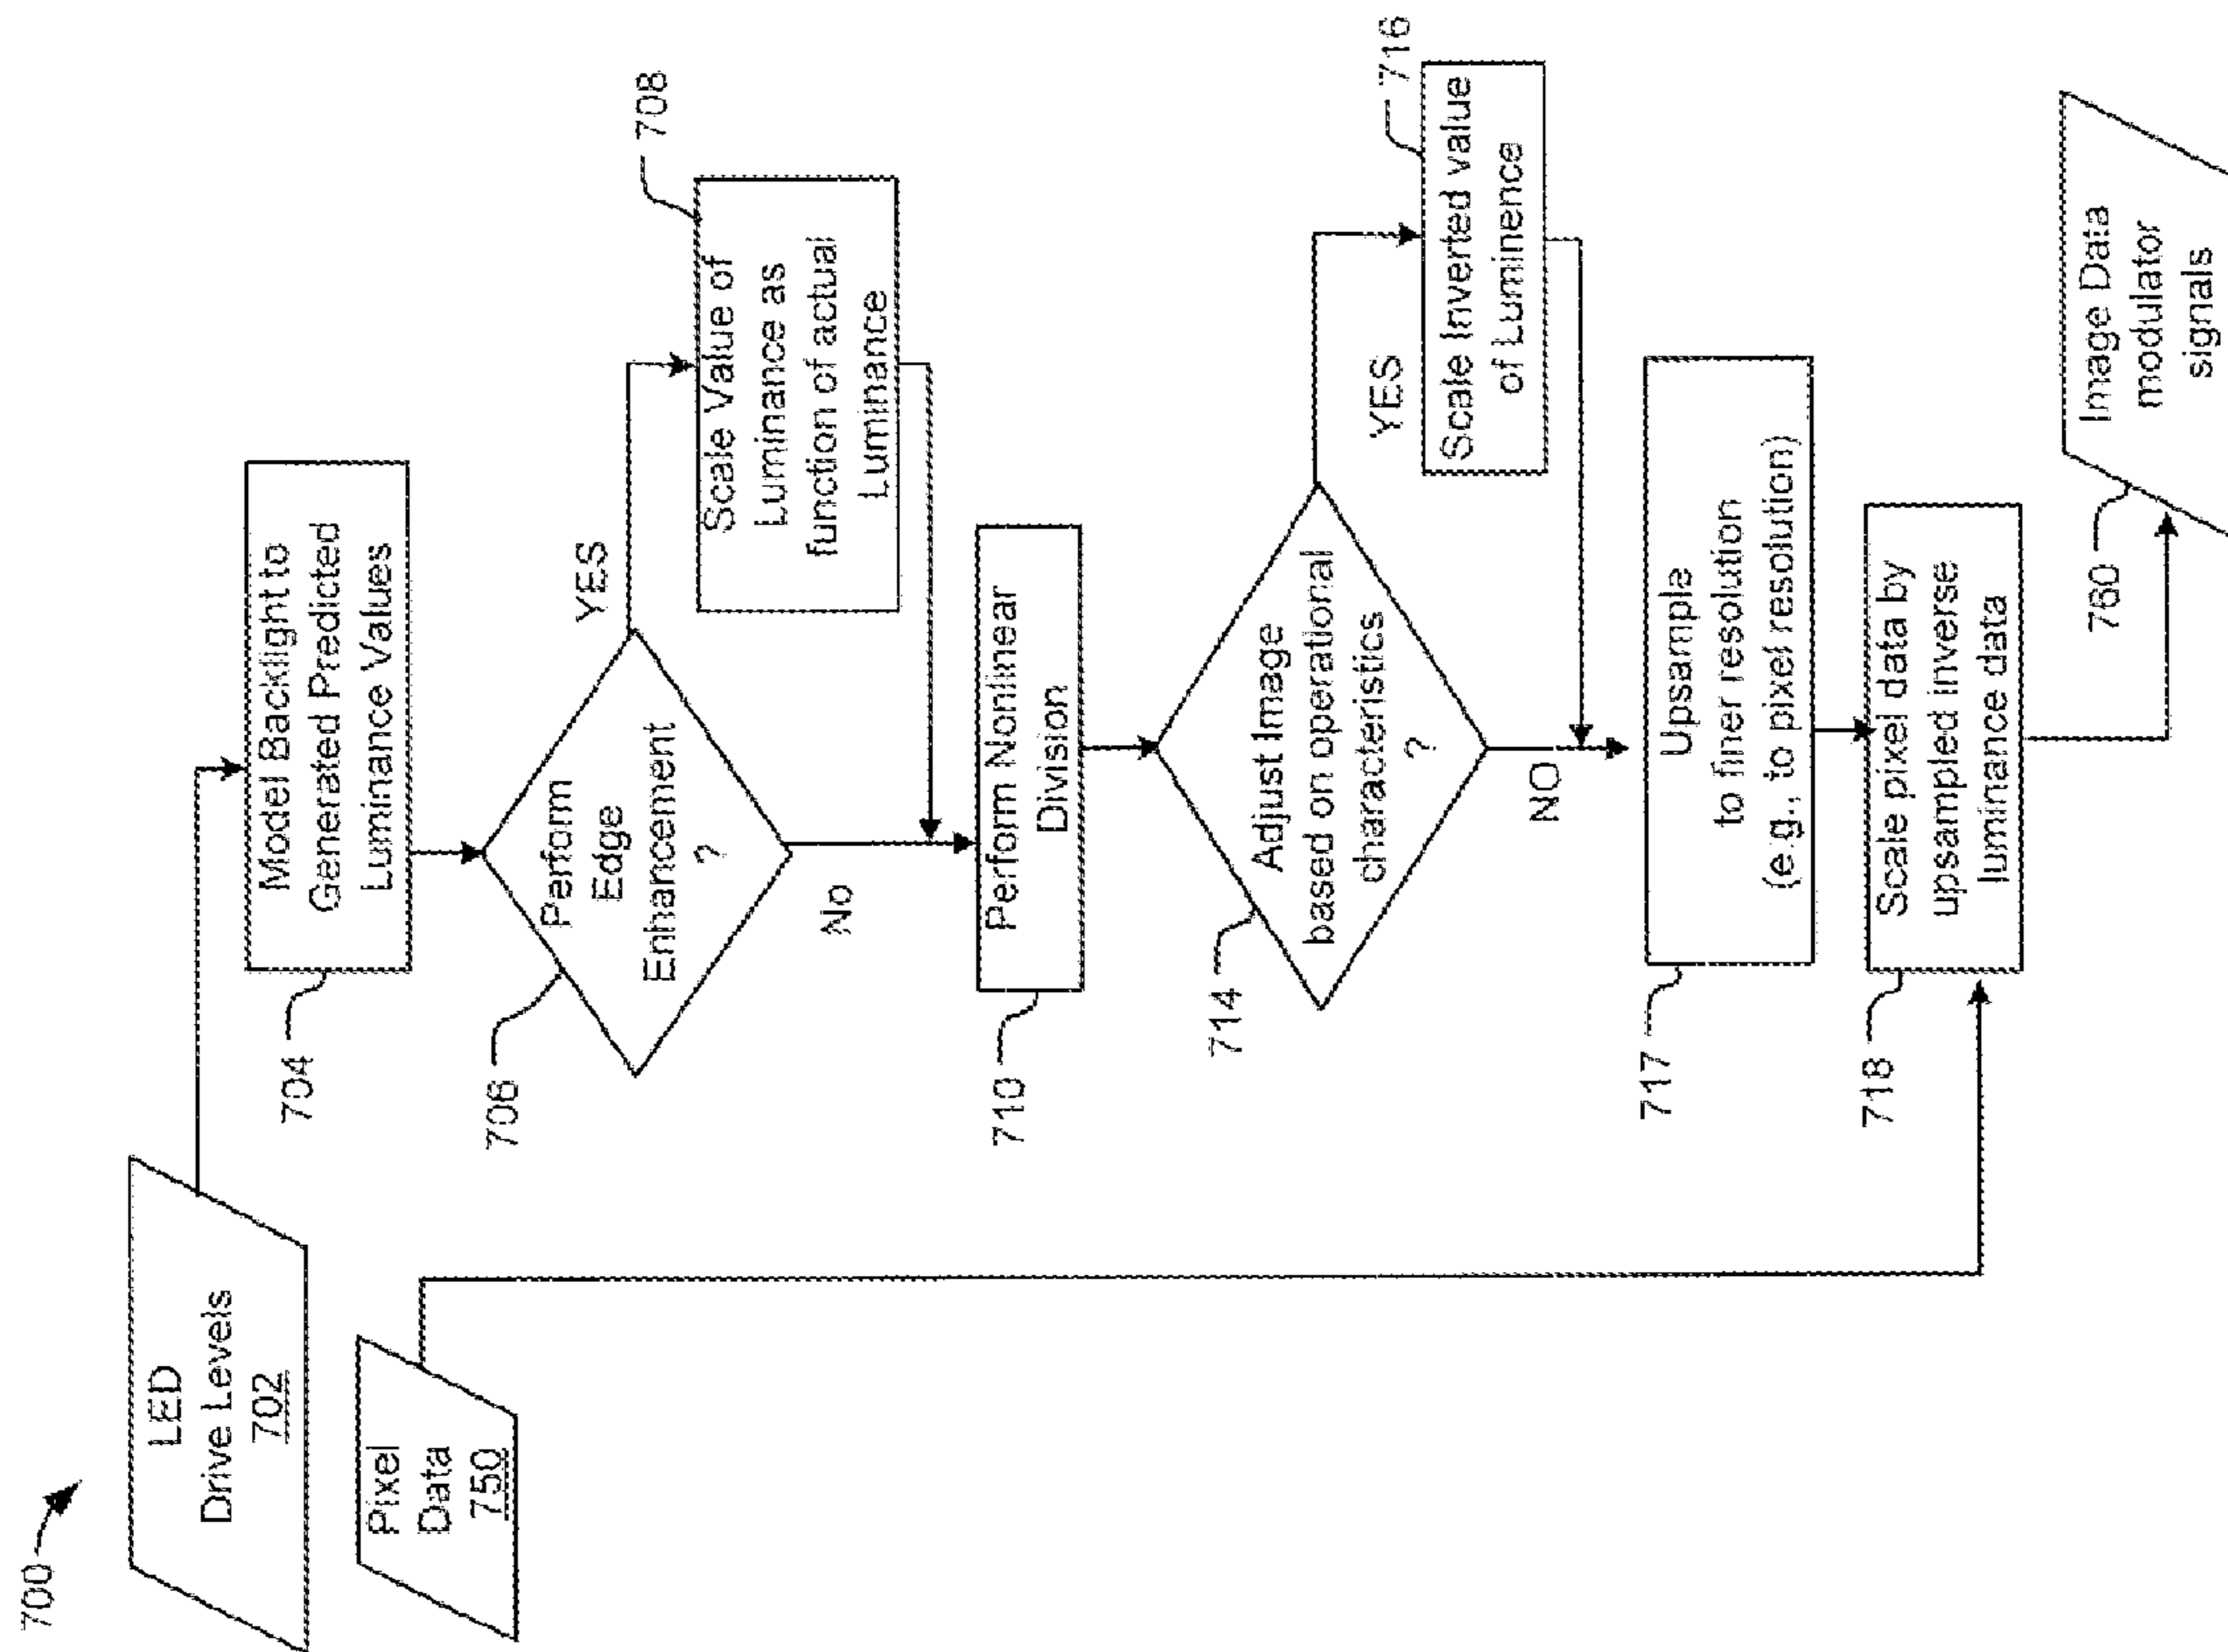 700
LED
Drive Levels
702
Pixel
Data
750
Model Backlight to
Generated Predicted
Luminance Values
704
Perform
Edge
Enhancement
?
706
YES
No
Scale Value of
Luminance as
function of actual
Luminance
708
Perform Nonlinear
Division
710
Adjust Image
based on operational
characteristics
?
714
YES
NO
Scale Inverted value
of Luminence
716
Upsample
to finer resolution
(e.g., to pixel resolution)
717
Scale pixel data by
upsampled inverse
luminance data
718
Image Data
modulator
signals
760